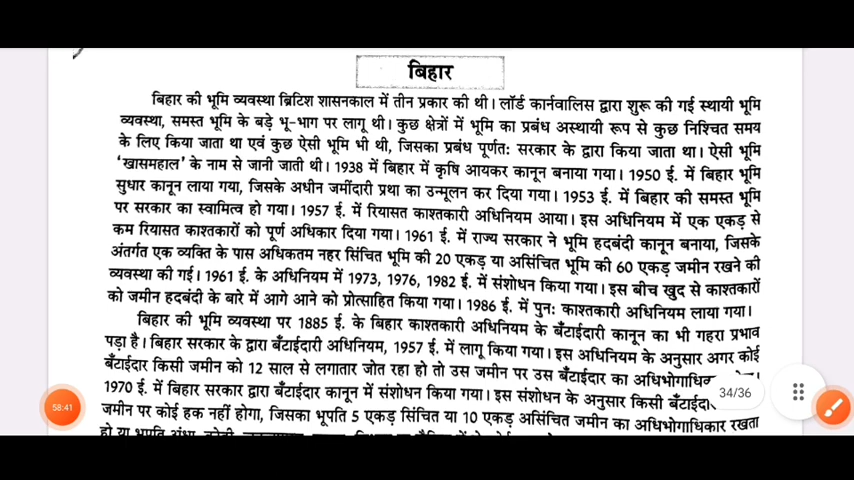 बिहार
बिहार की भूमि व्यवस्था ब्रिटिश शासनकाल में तीन प्रकार की थी। लॉर्ड कार्नवालिस द्वारा शुरू की गई स्थायी भूमि
व्यवस्था, समस्त भूमि के बड़े भू-भाग पर लागू थी। कुछ क्षेत्रों में भूमि का प्रबंध अस्थायी रूप से कुछ निश्चित समय
के लिए किया जाता था एवं कुछ ऐसी भूमि भी थी, जिसका प्रबंध पूर्णतः सरकार के द्वारा किया जाता था। ऐसी भूमि
'खासमहाल' के नाम से जानी जाती थी। 1938 में बिहार में कृषि आयकर कानून बनाया गया। 1950 ई. में बिहार भूमि
सुधार कानून लाया गया, जिसके अधीन जमींदारी प्रथा का उन्मूलन कर दिया गया। 1953 ई. में बिहार की समस्त भूमि
पर सरकार का स्वामित्व हो गया। 1957 ई. में रियासत काश्तकारी अधिनियम आया। इस अधिनियम में एक एकड़ से
कम रियासत काश्तकारों को पूर्ण अधिकार दिया गया। 1961 ई. में राज्य सरकार ने भूमि हदबंदी कानून बनाया, जिसके
अंतर्गत एक व्यक्ति के पास अधिकतम नहर सिंचित भूमि की 20 एकड़ या असिंचित भूमि की 60 एकड़ जमीन रखने की
व्यवस्था की गई। 1961 ई. के अधिनियम में 1973, 1976, 1982 ई. में संशोधन किया गया। इस बीच खुद से काश्तकारों
को जमीन हदबंदी के बारे में आगे आने को प्रोत्साहित किया गया। 1986 ई. में पुनः काश्तकारी अधिनियम लाया गया।
बिहार की भूमि व्यवस्था पर 1885 ई. के बिहार काश्तकारी अधिनियम के बँटाईदारी कानून का भी गहरा प्रभाव
पड़ा है। बिहार सरकार के द्वारा बँटाईदारी अधिनियम, 1957 ई. में लागू किया गया। इस अधिनियम के अनुसार अगर कोई
बँटाईदार किसी जमीन को 12 साल से लगातार जोत रहा हो तो उस जमीन पर उस बँटाईदार का
1970 ई. में बिहार सरकार द्वारा बँटाईदार कानून में संशोधन किया गया। इस संशोधन के अनुसार किसी
जमीन पर कोई हक नहीं होगा, जिसका भूपति 5 एकड़ सिंचित या 10 एकड़ असिंचित जमीन का अधिभोगाधिकार रखता
हो या भूपति
34/36
58:41